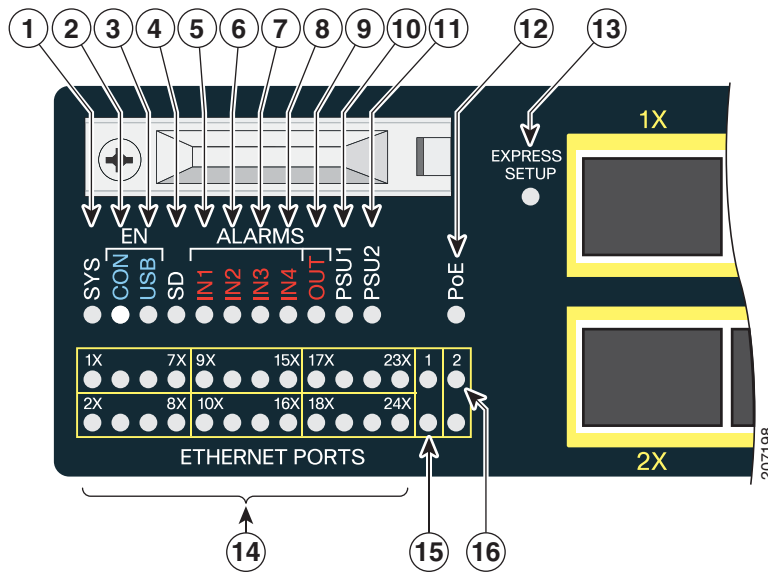 1 2 3 4 5 6 7 8 9 10 11 12 13
1X
EXPRESS
SETUP
EN ALARMS
SYS CON USB SD IN1 IN2 IN3 IN4 OUT PSU1 PSU2 PoE
1X 7X 9X 15X 17X 23X 1 2
2X 8X 10X 16X 18X 24X
ETHERNET PORTS
2X
207198
14 15 16